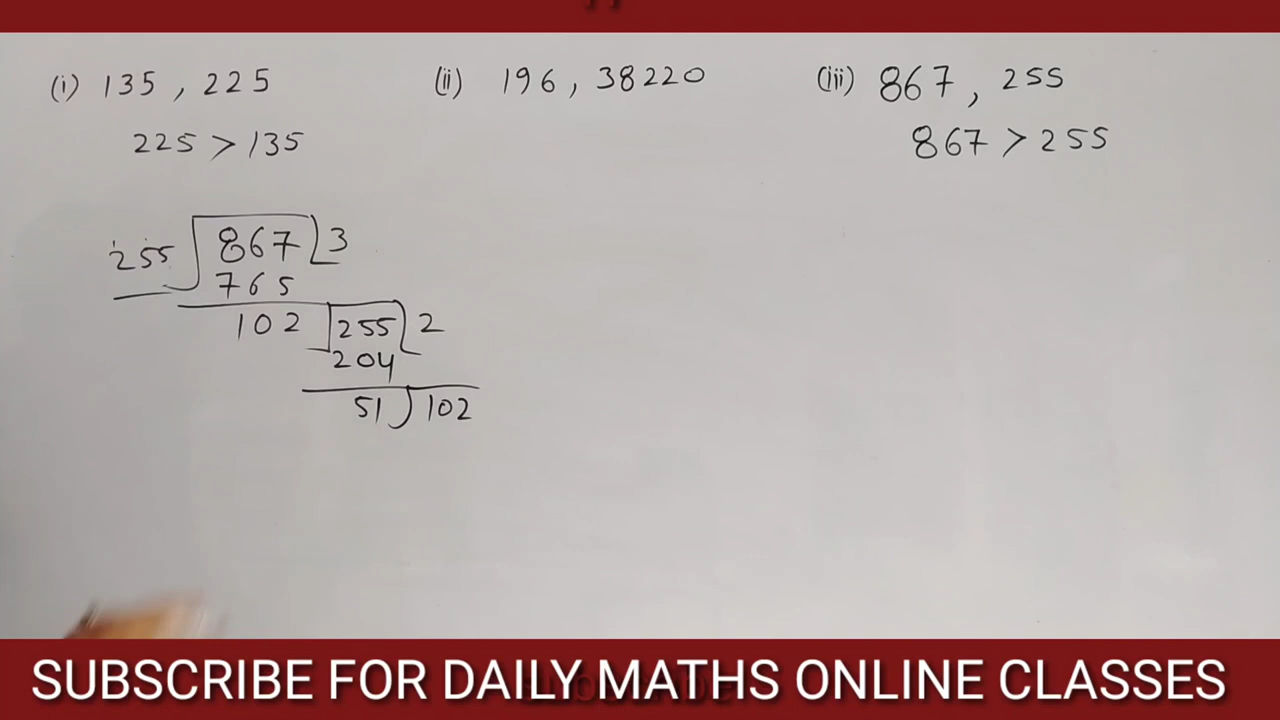 (i) 135 , 225
225 > 135
(ii) 196 , 38220
(iii) 867 , 255
867 > 255
255 867 3
765
102 255 2
204
51 102
SUBSCRIBE FOR DAILY MATHS ONLINE CLASSES